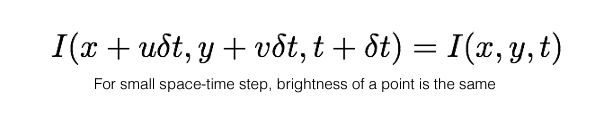 I(x + uδt, y + vδt, t + δt) = I(x, y, t)
For small space-time step, brightness of a point is the same